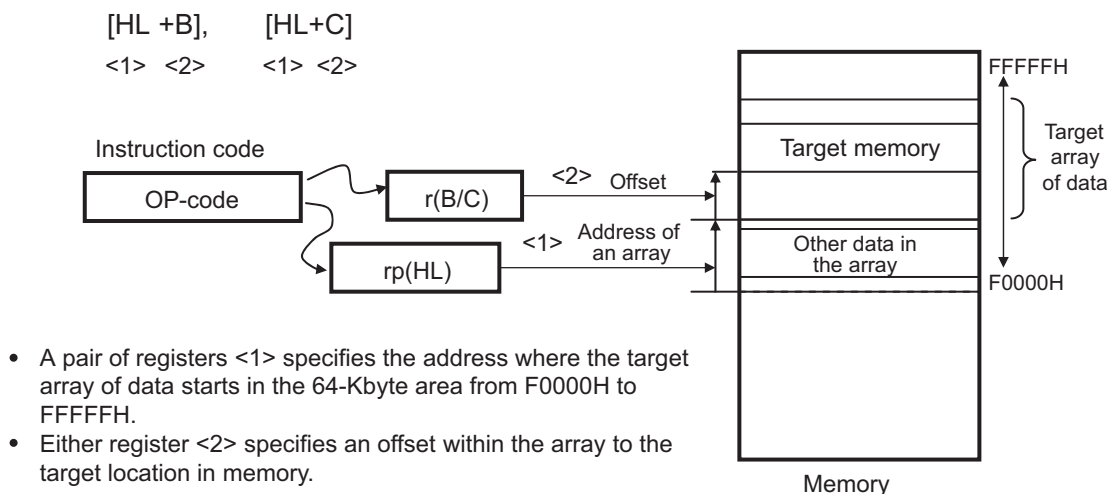 [HL +B], [HL+C]
<1> <2> <1> <2>
FFFFFH
Target
array
of data
Target memory
Instruction code
OP-code
r(B/C)
<2> Offset
<1> Address of
an array
rp(HL)
Other data in
the array
F0000H
• A pair of registers <1> specifies the address where the target
array of data starts in the 64-Kbyte area from F0000H to
FFFFFH.
• Either register <2> specifies an offset within the array to the
target location in memory.
Memory